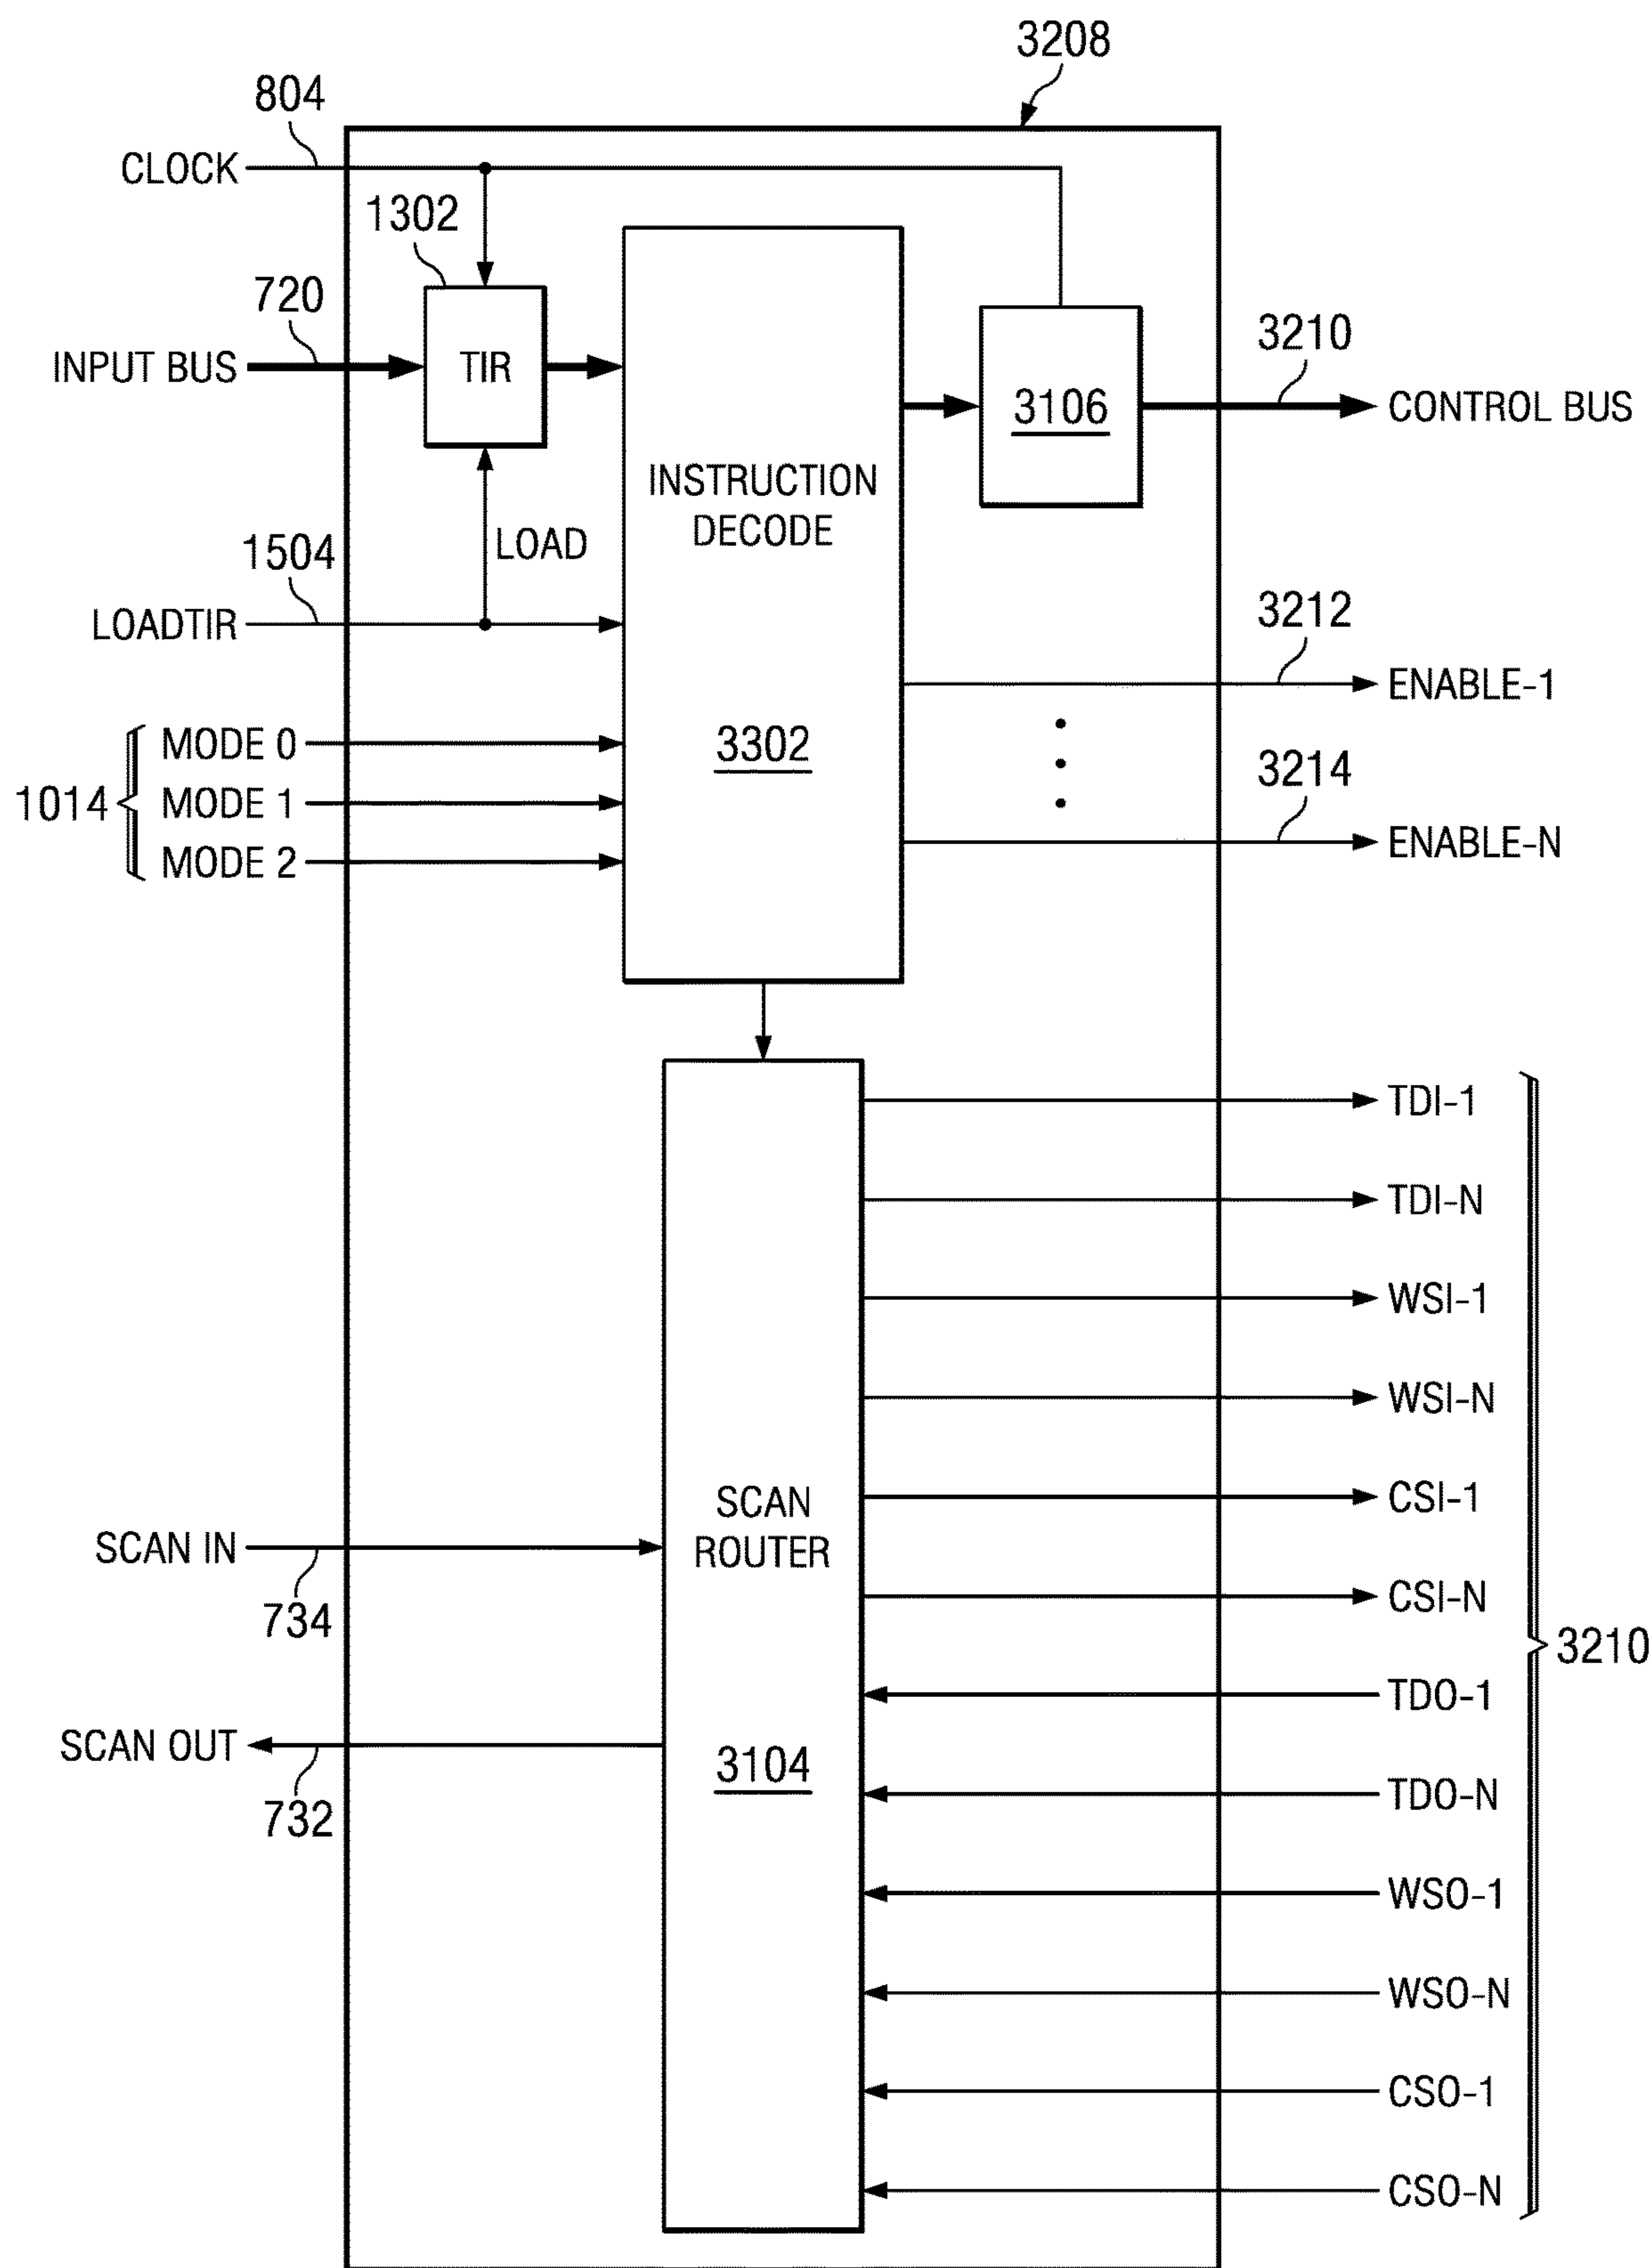 3208
804
CLOCK
1302
720
INPUT BUS
TIR
3106
3210
CONTROL BUS
INSTRUCTION
DECODE
1504
LOAD
LOADTIR
3212
ENABLE-1
1014
MODE 0
MODE 1
MODE 2
3302
3214
ENABLE-N
TDI-1
TDI-N
WSI-1
WSI-N
CSI-1
CSI-N
SCAN
ROUTER
SCAN IN
734
3210
TDO-1
SCAN OUT
732
3104
TDO-N
WSO-1
WSO-N
CSO-1
CSO-N